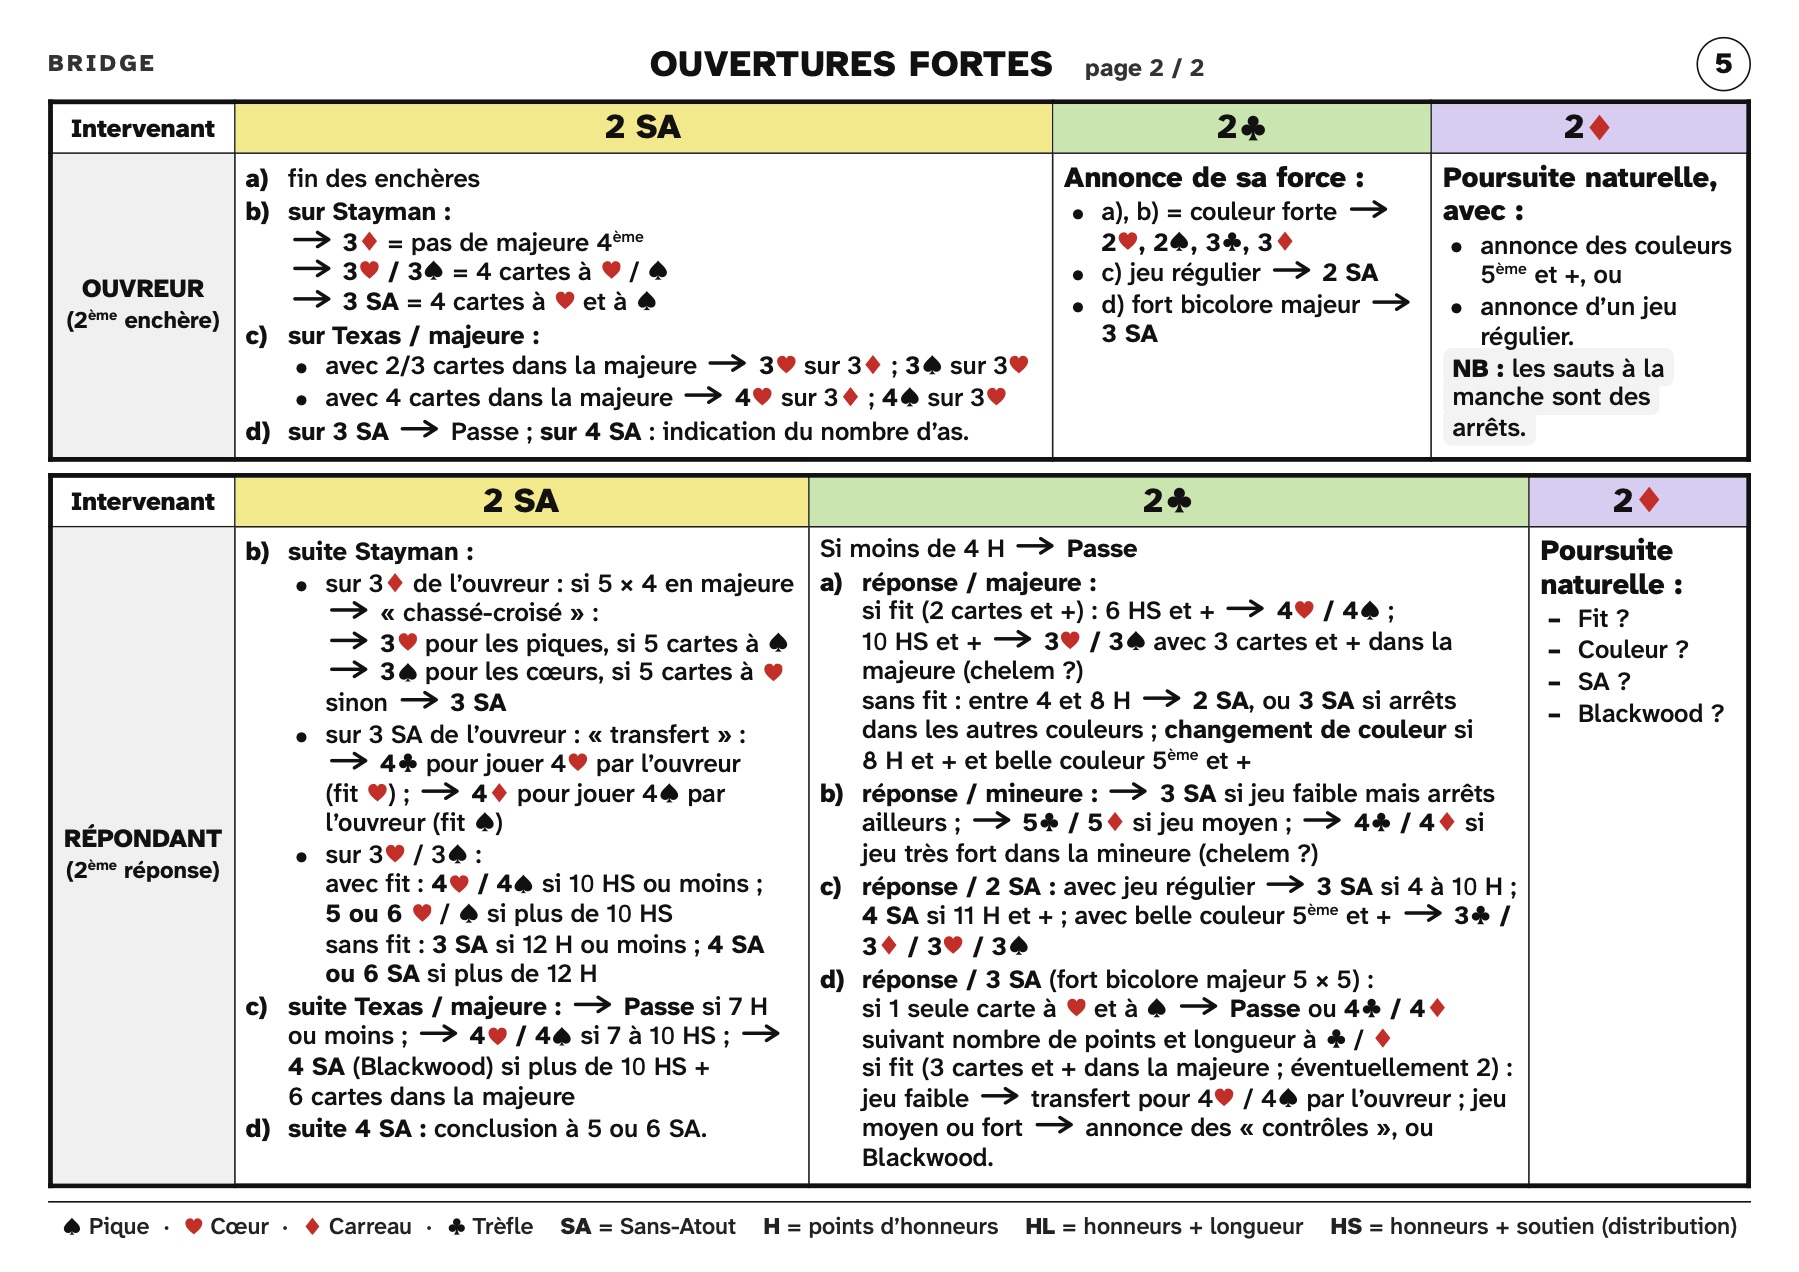 BRIDGE
OUVERTURES FORTES page 2 / 2
5
Intervenant
2 SA
2♣
2♦
OUVREUR
(2ème enchère)
a) fin des enchères
b) sur Stayman :
→ 3♦ = pas de majeure 4ème
→ 3♥ / 3♠ = 4 cartes à ♥ / ♠
→ 3 SA = 4 cartes à ♥ et à ♠
c) sur Texas / majeure :
• avec 2/3 cartes dans la majeure → 3♥ sur 3♦ ; 3♠ sur 3♥
• avec 4 cartes dans la majeure → 4♥ sur 3♦ ; 4♠ sur 3♥
d) sur 3 SA → Passe ; sur 4 SA : indication du nombre d’as.
Annonce de sa force :
• a), b) = couleur forte →
2♥, 2♠, 3♣, 3♦
• c) jeu régulier → 2 SA
• d) fort bicolore majeur →
3 SA
Poursuite naturelle,
avec :
• annonce des couleurs
5ème et +, ou
• annonce d’un jeu
régulier.
NB : les sauts à la
manche sont des
arrêts.
Intervenant
2 SA
2♣
2♦
RÉPONDANT
(2ème réponse)
b) suite Stayman :
• sur 3♦ de l’ouvreur : si 5 × 4 en majeure
→ « chassé-croisé » :
→ 3♥ pour les piques, si 5 cartes à ♠
→ 3♠ pour les cœurs, si 5 cartes à ♥
sinon → 3 SA
• sur 3 SA de l’ouvreur : « transfert » :
→ 4♣ pour jouer 4♥ par l’ouvreur
(fit ♥) ; → 4♦ pour jouer 4♠ par
l’ouvreur (fit ♠)
• sur 3♥ / 3♠ :
avec fit : 4♥ / 4♠ si 10 HS ou moins ;
5 ou 6 ♥ / ♠ si plus de 10 HS
sans fit : 3 SA si 12 H ou moins ; 4 SA
ou 6 SA si plus de 12 H
c) suite Texas / majeure : → Passe si 7 H
ou moins ; → 4♥ / 4♠ si 7 à 10 HS ; →
4 SA (Blackwood) si plus de 10 HS +
6 cartes dans la majeure
d) suite 4 SA : conclusion à 5 ou 6 SA.
Si moins de 4 H → Passe
a) réponse / majeure :
si fit (2 cartes et +) : 6 HS et + → 4♥ / 4♠ ;
10 HS et + → 3♥ / 3♠ avec 3 cartes et + dans la
majeure (chelem ?)
sans fit : entre 4 et 8 H → 2 SA, ou 3 SA si arrêts
dans les autres couleurs ; changement de couleur si
8 H et + et belle couleur 5ème et +
b) réponse / mineure : → 3 SA si jeu faible mais arrêts
ailleurs ; → 5♣ / 5♦ si jeu moyen ; → 4♣ / 4♦ si
jeu très fort dans la mineure (chelem ?)
c) réponse / 2 SA : avec jeu régulier → 3 SA si 4 à 10 H ;
4 SA si 11 H et + ; avec belle couleur 5ème et + → 3♣ /
3♦ / 3♥ / 3♠
d) réponse / 3 SA (fort bicolore majeur 5 × 5) :
si 1 seule carte à ♥ et à ♠ → Passe ou 4♣ / 4♦
suivant nombre de points et longueur à ♣ / ♦
si fit (3 cartes et + dans la majeure ; éventuellement 2) :
jeu faible → transfert pour 4♥ / 4♠ par l’ouvreur ; jeu
moyen ou fort → annonce des « contrôles », ou
Blackwood.
Poursuite
naturelle :
– Fit ?
– Couleur ?
– SA ?
– Blackwood ?
♠ Pique · ♥ Cœur · ♦ Carreau · ♣ Trèfle SA = Sans-Atout H = points d’honneurs HL = honneurs + longueur HS = honneurs + soutien (distribution)